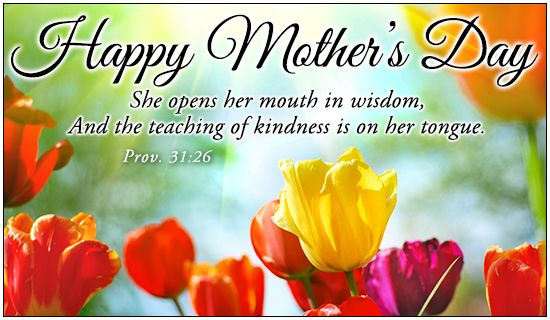 Happy Mother's Day
She opens her mouth in wisdom,
And the teaching of kindness is on her tongue.
Prov. 31:26